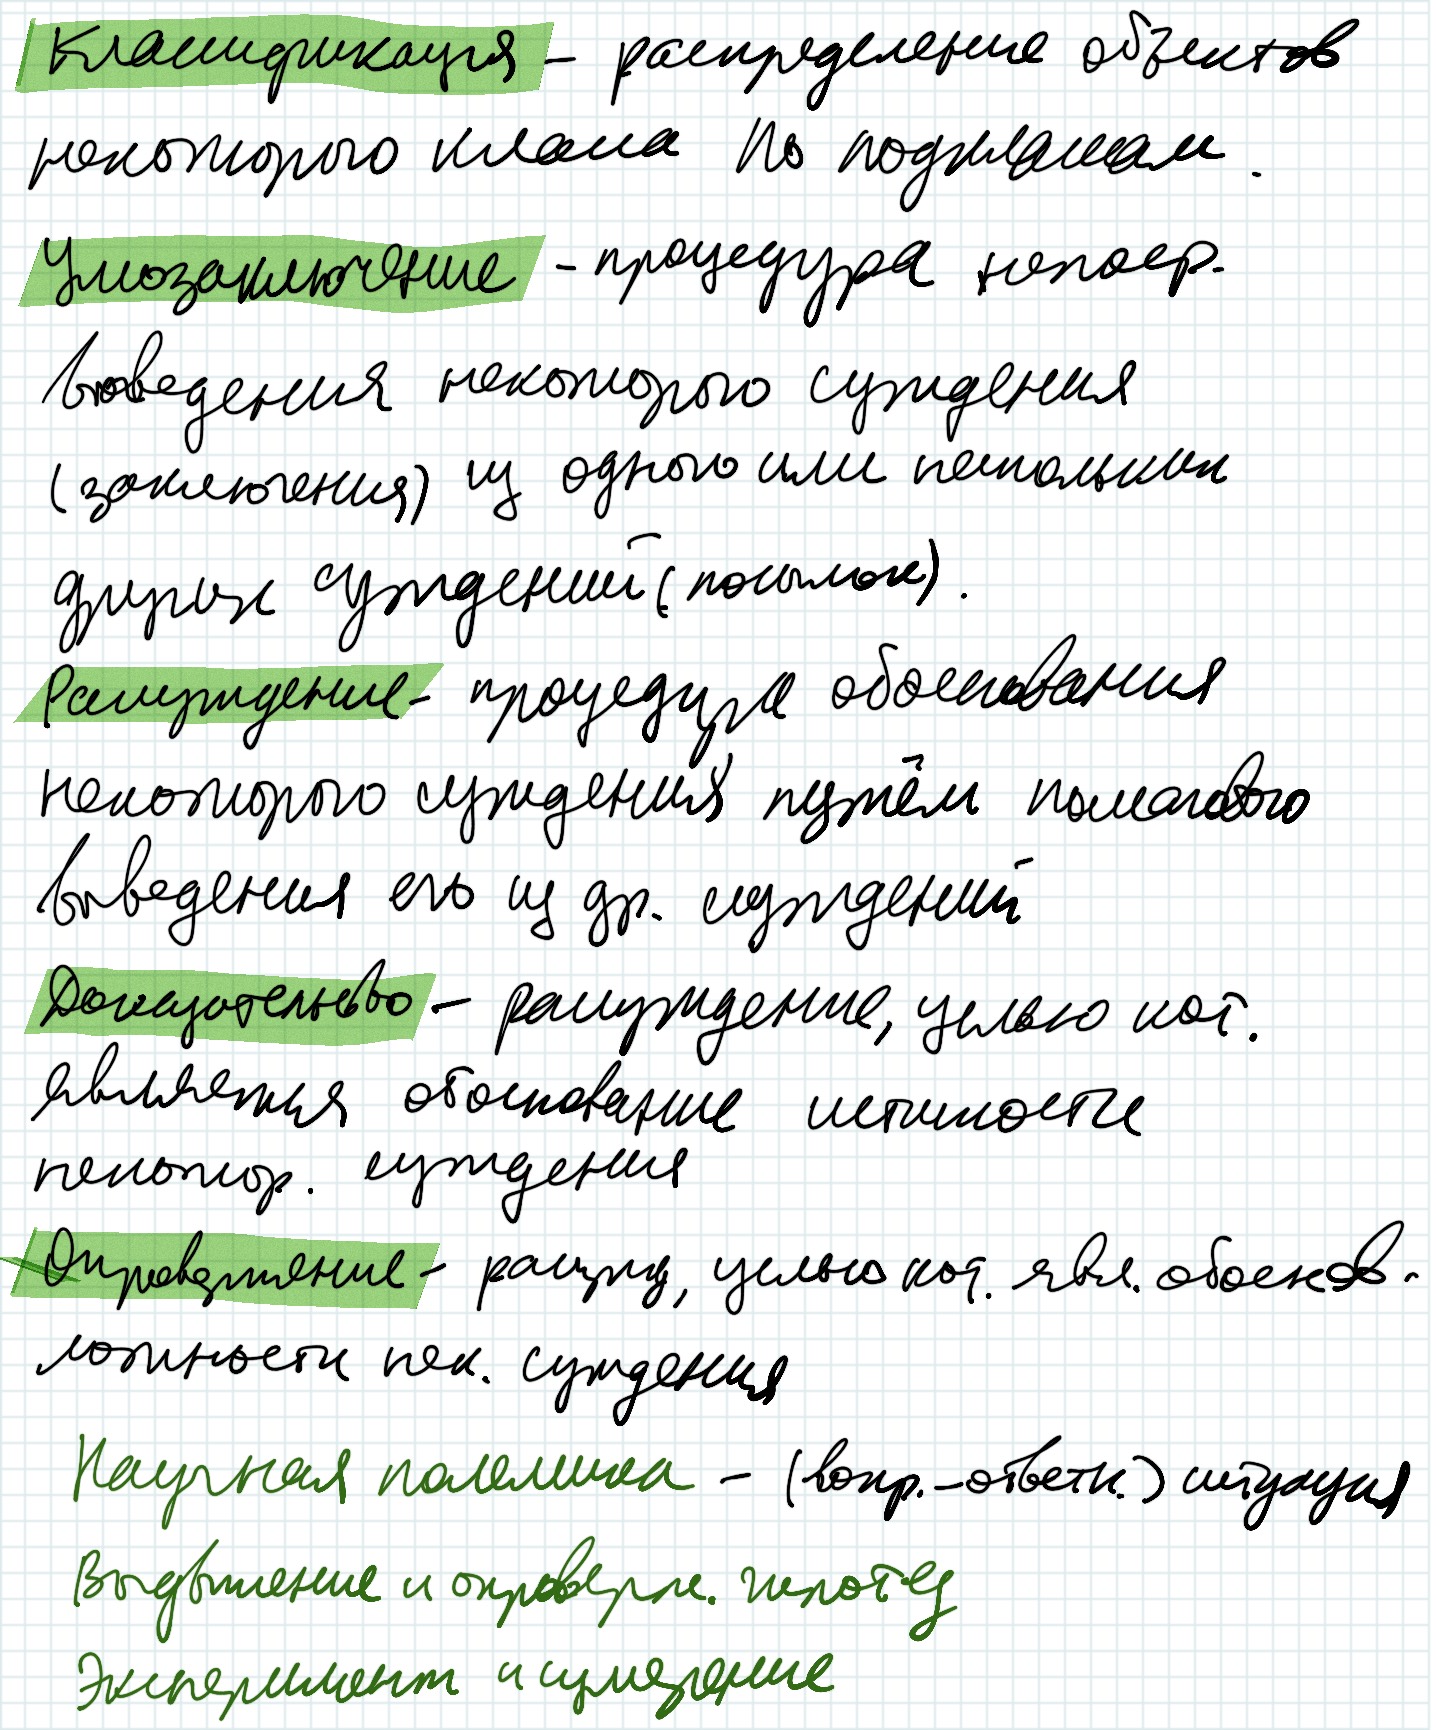 Классификация – распределение объектов
некоторого класса по подклассам.
Умозаключение – процедура непоср.
выведения некоторого суждения
(заключения) из одного или нескольких
других суждений (посылок).
Рассуждение – процедура обоснования
некоторого суждения путём пошагового
выведения его из др. суждений
Доказательство – рассуждение, целью кот.
является обоснование истинности
некотор. суждения
Опровержение – рассужд, целью кот. явл. обоснов.
ложности нек. суждения
Научная полемика – (вопр.–ответн.) ситуация
Выдвижение и опроверж. гипотез
Эксперимент и измерение